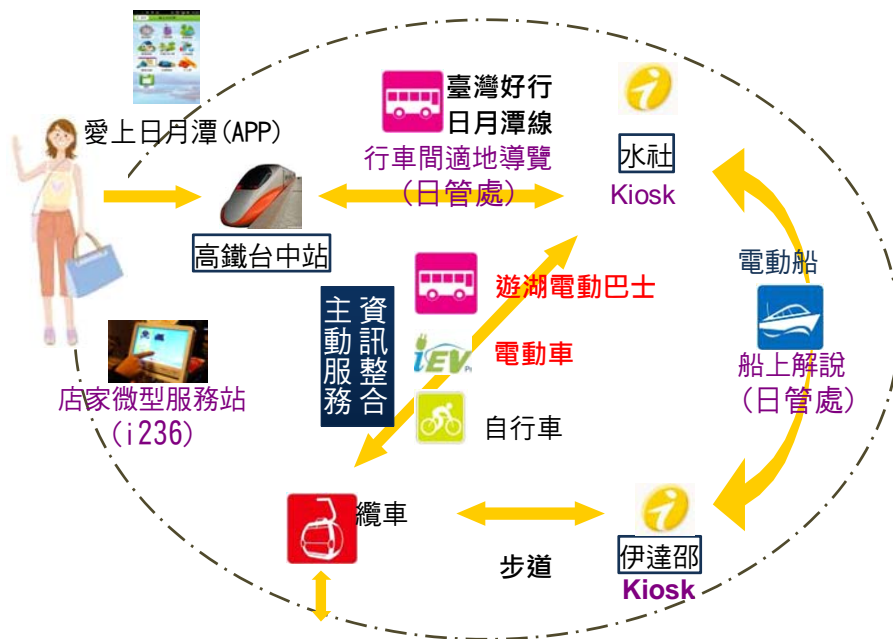 愛上日月潭(APP)
臺灣好行
日月潭線
行車間適地導覽
(日管處)
水社
Kiosk
高鐵台中站
電動船
船上解說
(日管處)
資訊整合
主動服務
遊湖電動巴士
iEV
電動車
自行車
店家微型服務站
(i236)
纜車
步道
伊達邵
Kiosk